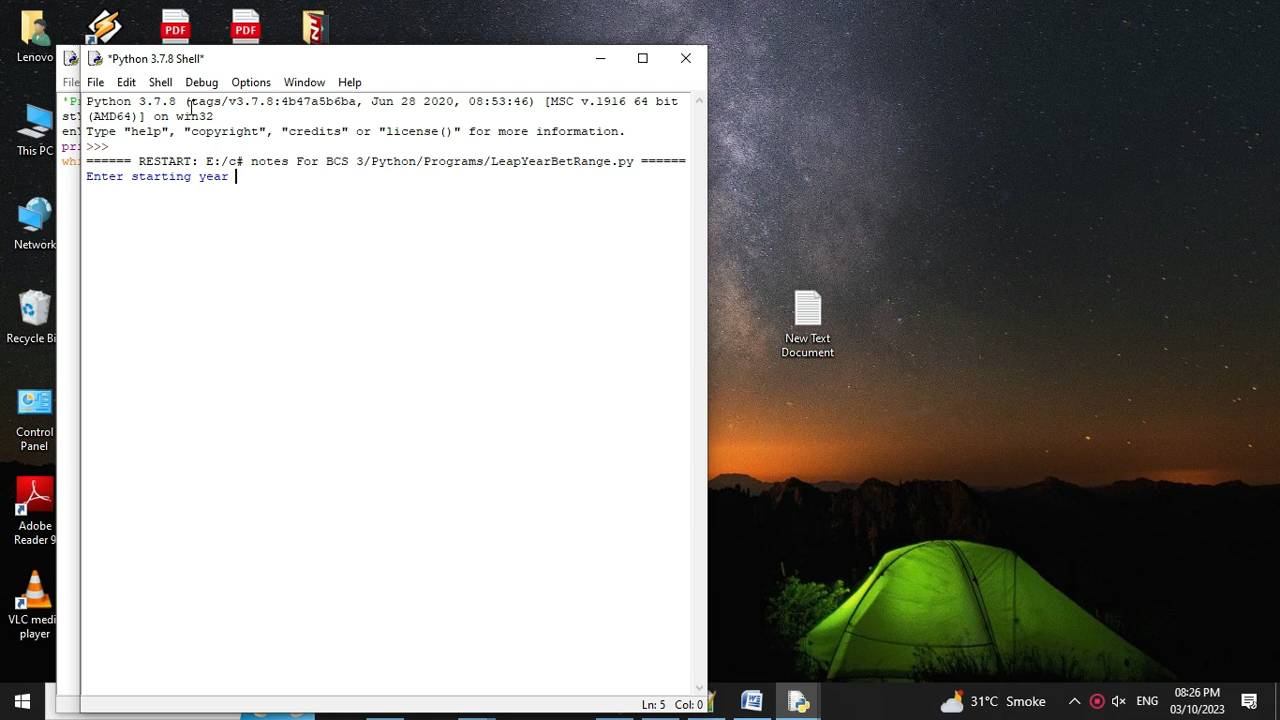 Lenovo
PDF
PDF
*Python 3.7.8 Shell*
File
File Edit Shell Debug Options Window Help
Python 3.7.8 (tags/v3.7.8:4b47a5b6ba, Jun 28 2020, 08:53:46) [MSC v.1916 64 bit
(AMD64)] on win32
Type "help", "copyright", "credits" or "license()" for more information.
>>>
====== RESTART: E:/c# notes For BCS 3/Python/Programs/LeapYearBetRange.py ======
Enter starting year
This PC
Network
Recycle Bi
Control
Panel
Adobe
Reader 9
VLC medi
player
New Text
Document
Ln: 5 Col: 0
31°C Smoke
ENG
08:23 PM
03/10/2023